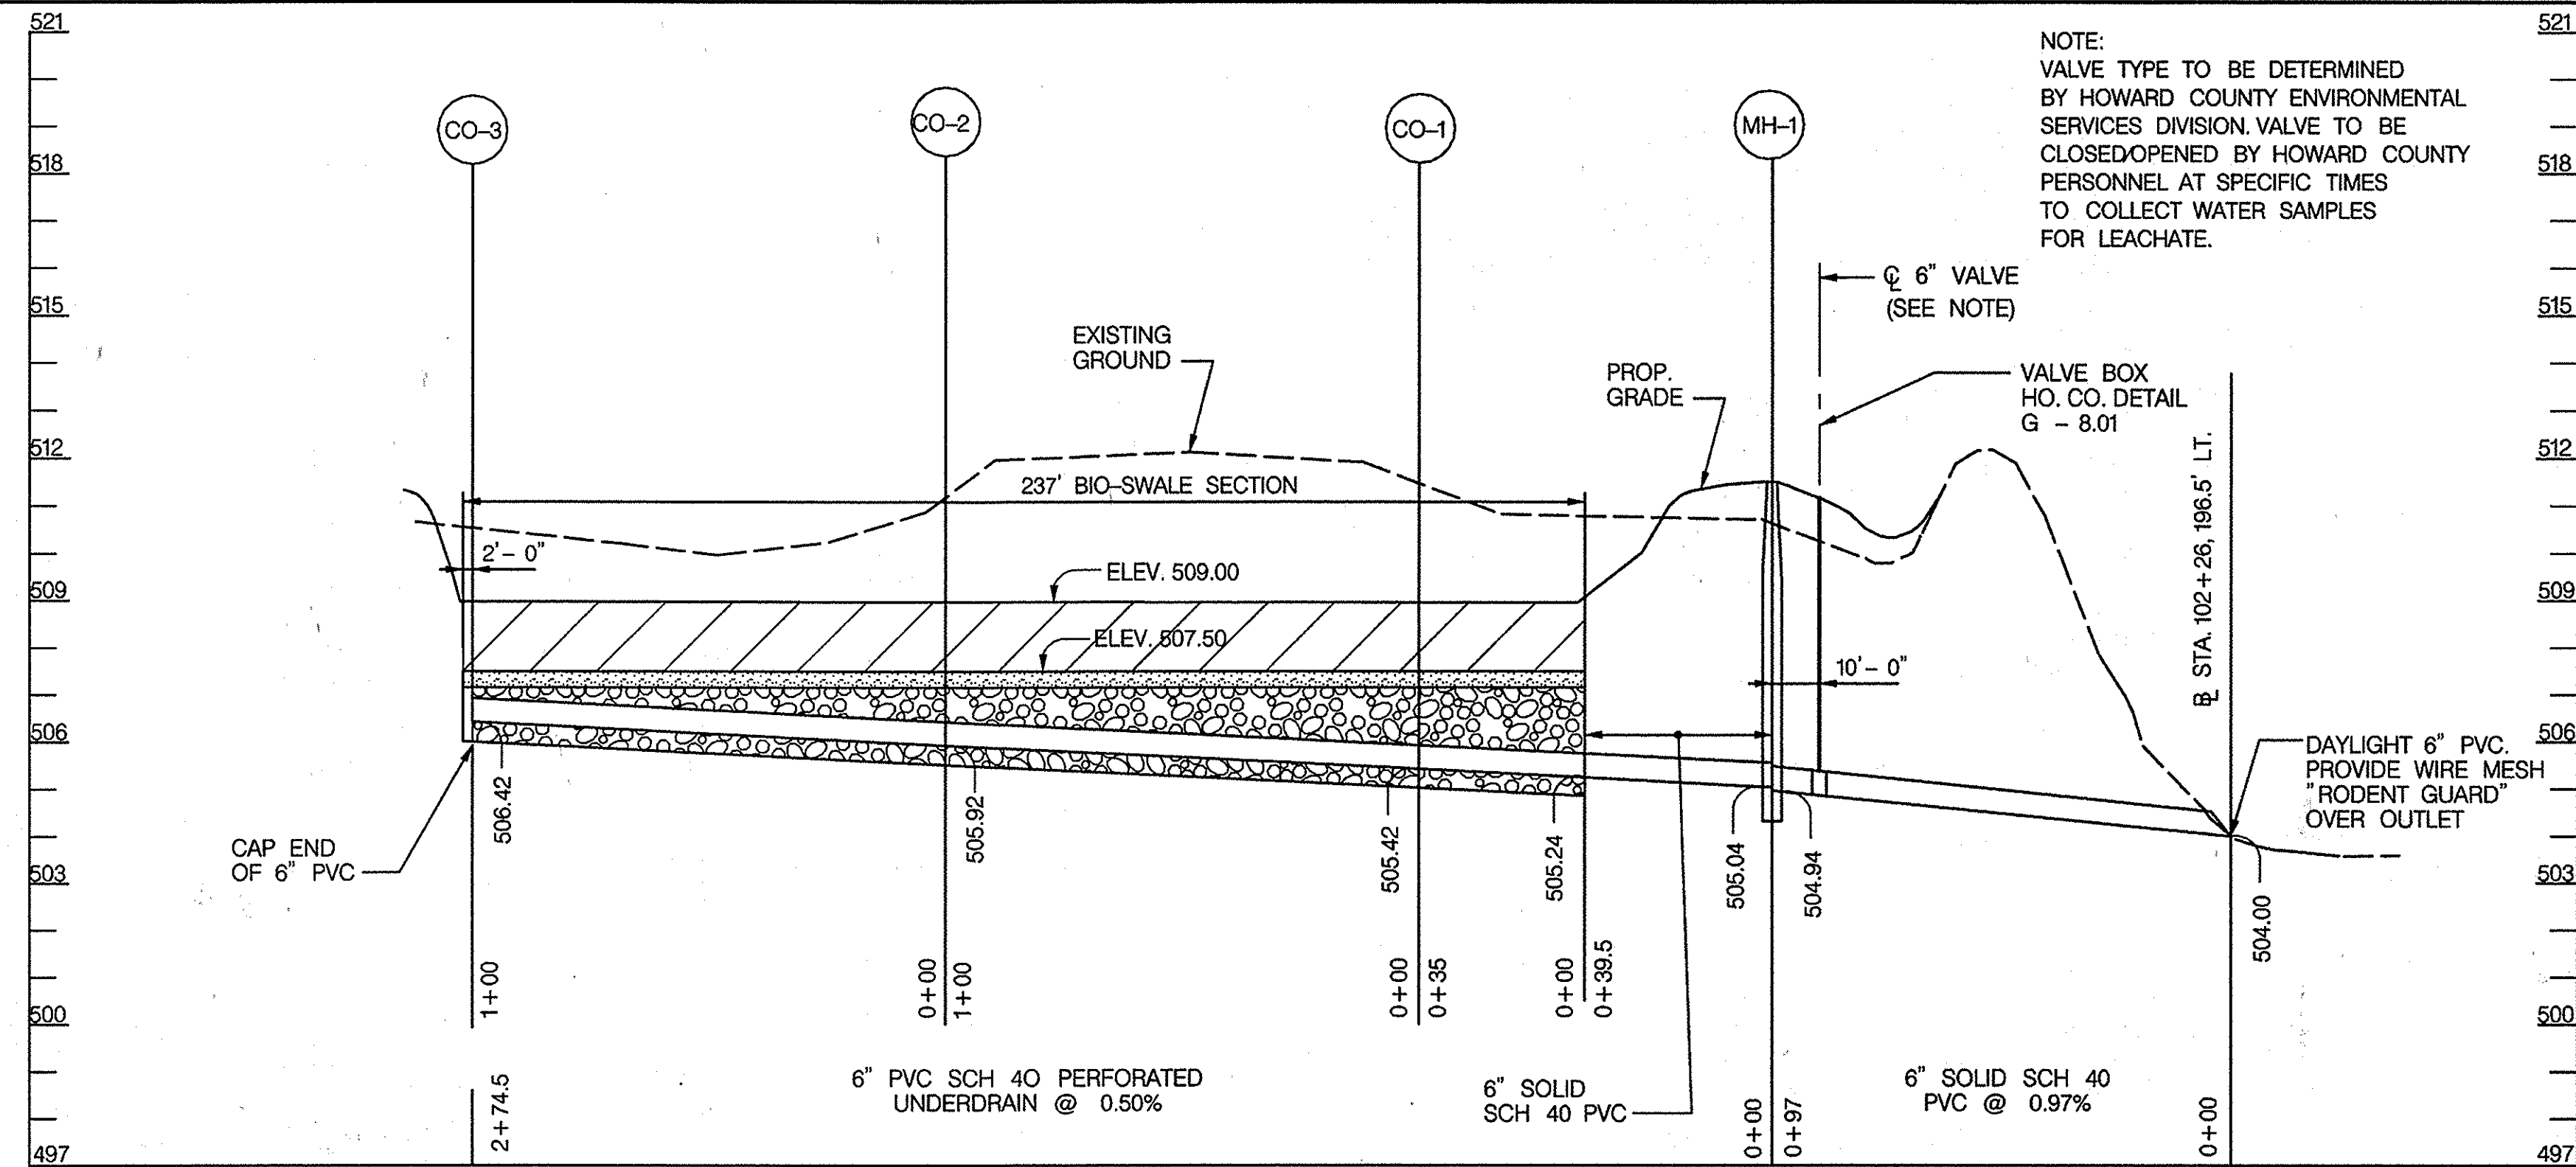 521
518
515
512
509
506
503
500
497
521
518
515
512
509
506
503
500
497
NOTE:
VALVE TYPE TO BE DETERMINED
BY HOWARD COUNTY ENVIRONMENTAL
SERVICES DIVISION. VALVE TO BE
CLOSED/OPENED BY HOWARD COUNTY
PERSONNEL AT SPECIFIC TIMES
TO COLLECT WATER SAMPLES
FOR LEACHATE.
CO-3
CO-2
CO-1
MH-1
℄ 6" VALVE
(SEE NOTE)
EXISTING
GROUND
PROP.
GRADE
VALVE BOX
HO. CO. DETAIL
G - 8.01
237' BIO-SWALE SECTION
2'- 0"
ELEV. 509.00
ELEV. 507.50
10'- 0"
BL STA. 102+26, 196.5' LT.
DAYLIGHT 6" PVC.
PROVIDE WIRE MESH
"RODENT GUARD"
OVER OUTLET
CAP END
OF 6" PVC
506.42
505.92
505.42
505.24
505.04
504.94
504.00
1+00
0+00
1+00
0+00
0+35
0+00
0+39.5
2+74.5
6" PVC SCH 40 PERFORATED
UNDERDRAIN @ 0.50%
6" SOLID
SCH 40 PVC
0+00
0+97
6" SOLID SCH 40
PVC @ 0.97%
0+00